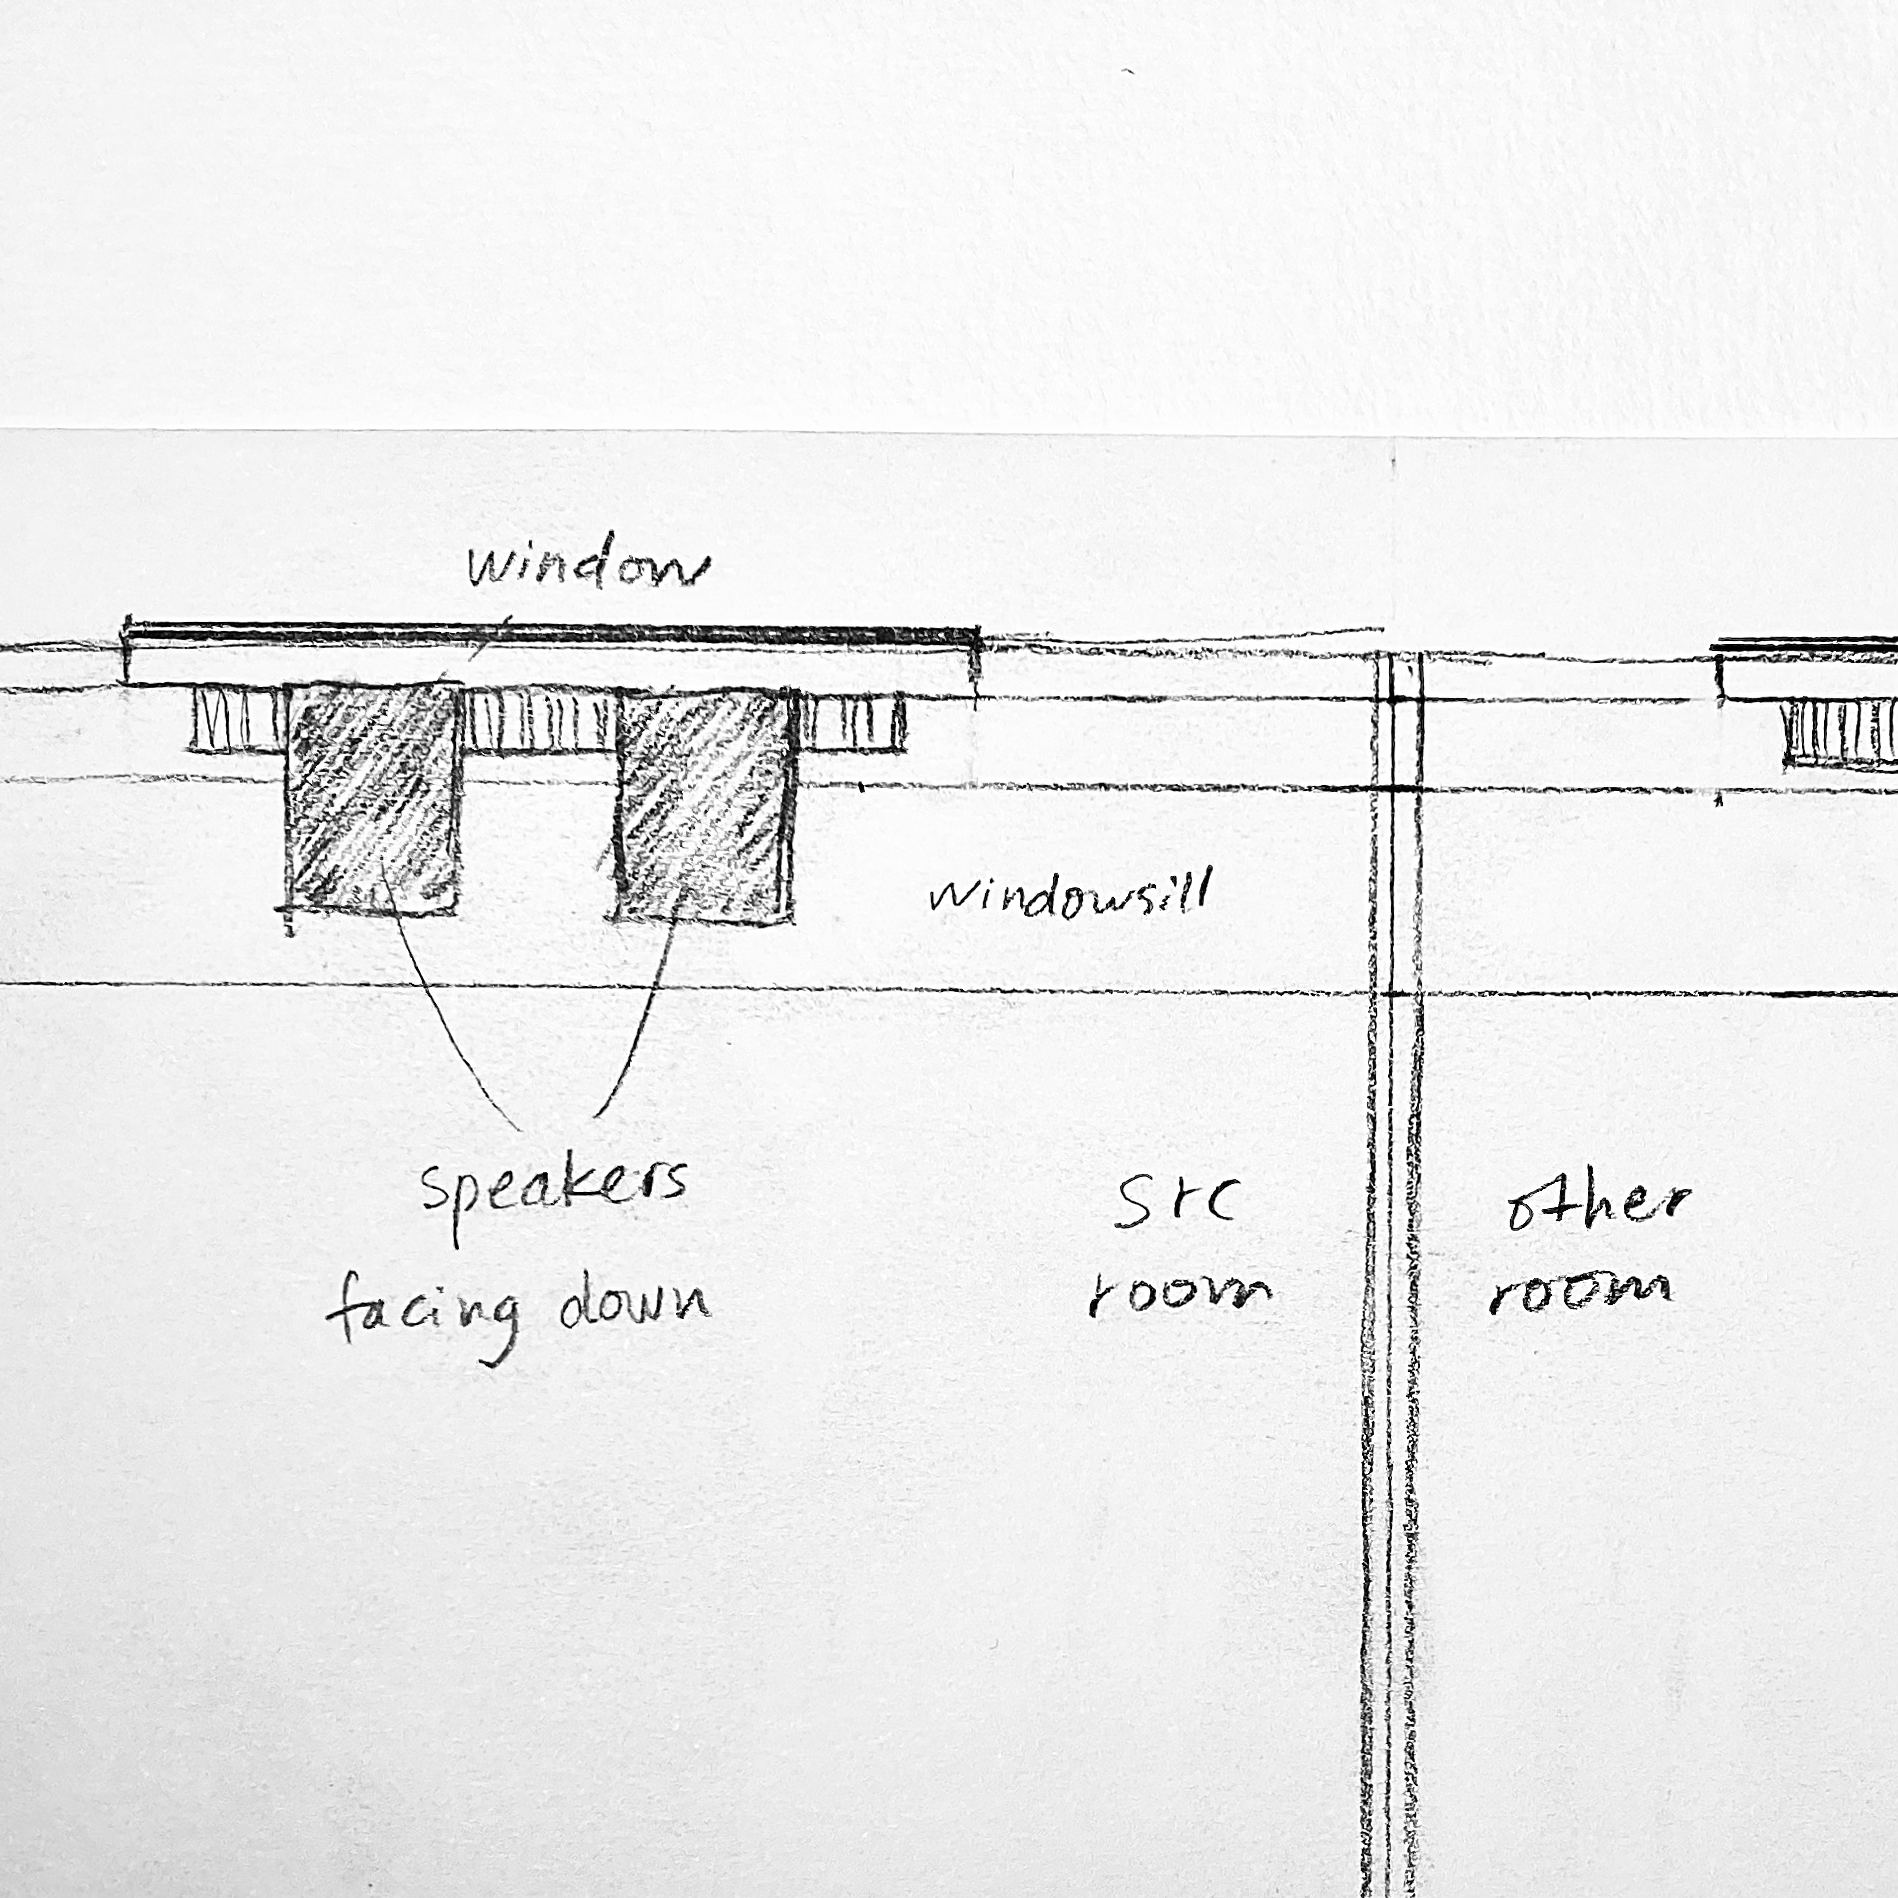 window
windowsill
speakers
facing down
src
room
other
room